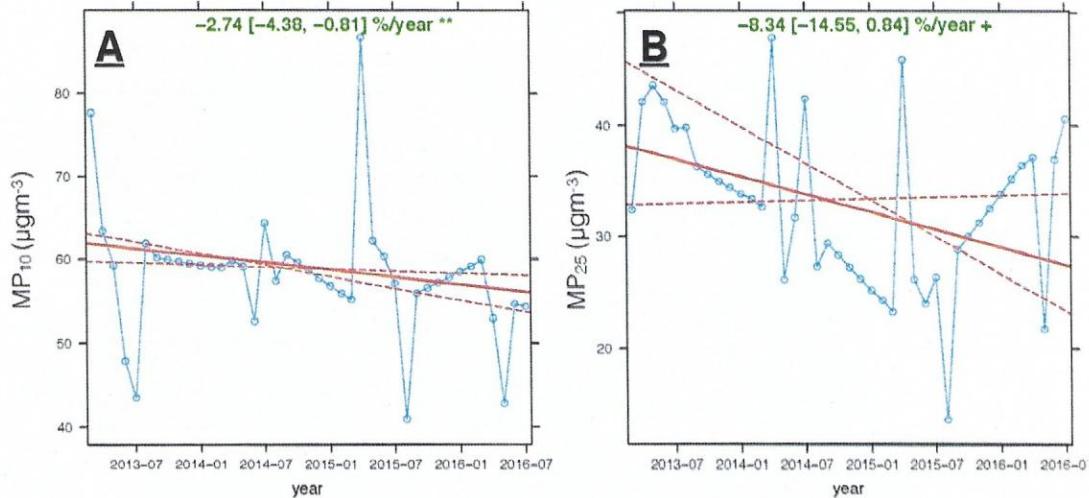 −2.74 [−4.38, −0.81] %/year **
A
80
70
60
50
40
MP10 (µgm-3)
2013−07 2014−01 2014−07 2015−01 2015−07 2016−01 2016−07
year
−8.34 [−14.55, 0.84] %/year +
B
40
30
20
MP25 (µgm-3)
2013−07 2014−01 2014−07 2015−01 2015−07 2016−01 2016−0
year